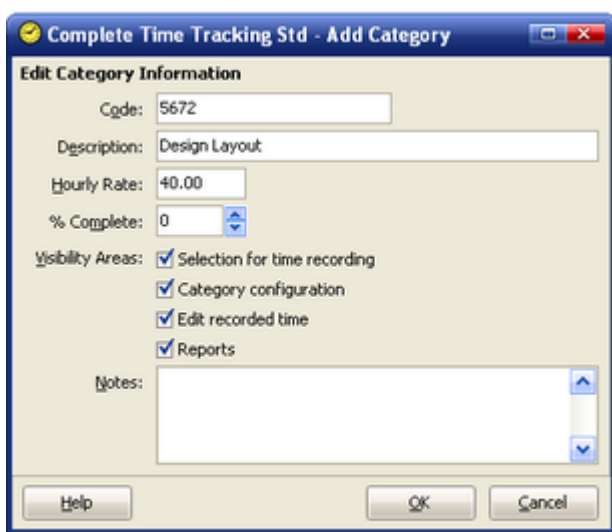 Complete Time Tracking Std - Add Category
Edit Category Information
Code: 5672
Description: Design Layout
Hourly Rate: 40.00
% Complete: 0
Visibility Areas: Selection for time recording
Category configuration
Edit recorded time
Reports
Notes:
Help OK Cancel